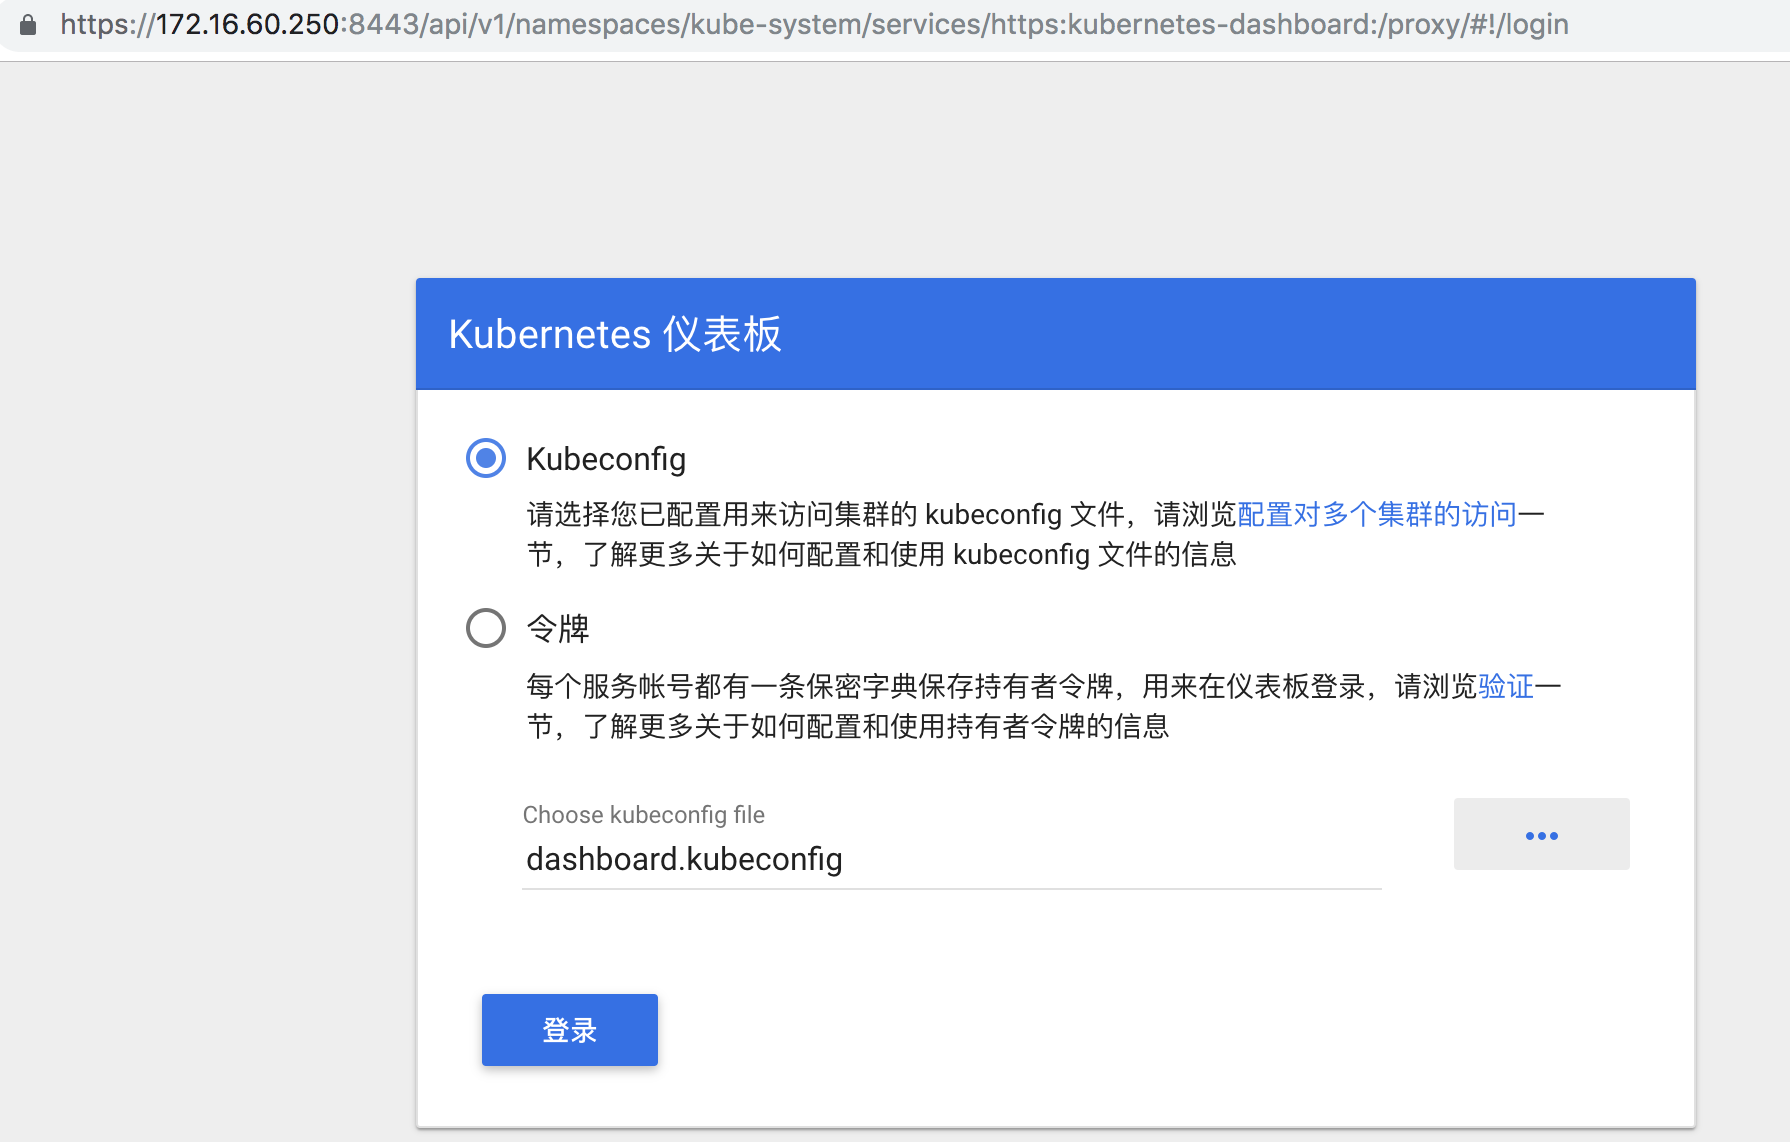 https://172.16.60.250:8443/api/v1/namespaces/kube-system/services/https:kubernetes-dashboard:/proxy/#!/login
Kubernetes 仪表板
Kubeconfig
请选择您已配置用来访问集群的 kubeconfig 文件，请浏览配置对多个集群的访问一
节，了解更多关于如何配置和使用 kubeconfig 文件的信息
令牌
每个服务帐号都有一条保密字典保存持有者令牌，用来在仪表板登录，请浏览验证一
节，了解更多关于如何配置和使用持有者令牌的信息
Choose kubeconfig file
dashboard.kubeconfig
登录